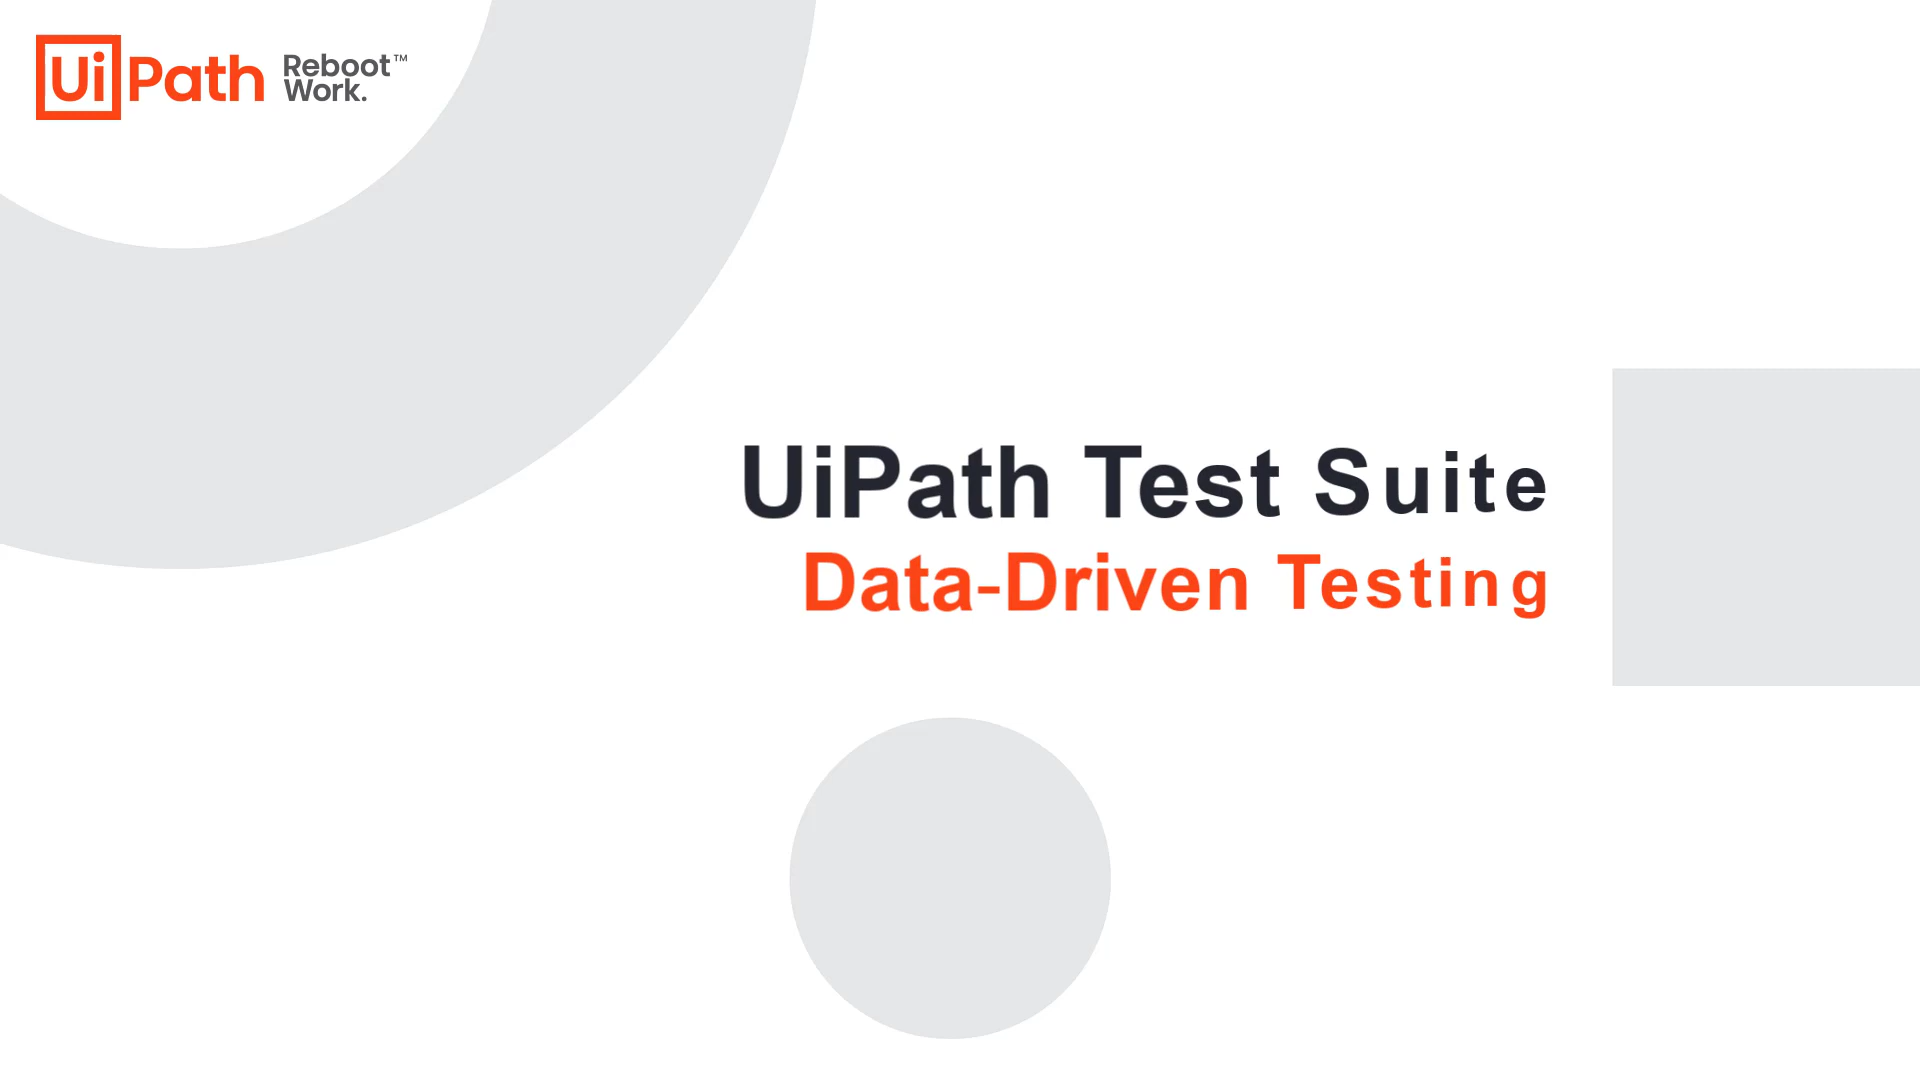 UiPath Reboot™
Work.
UiPath Test Suite
Data-Driven Testing